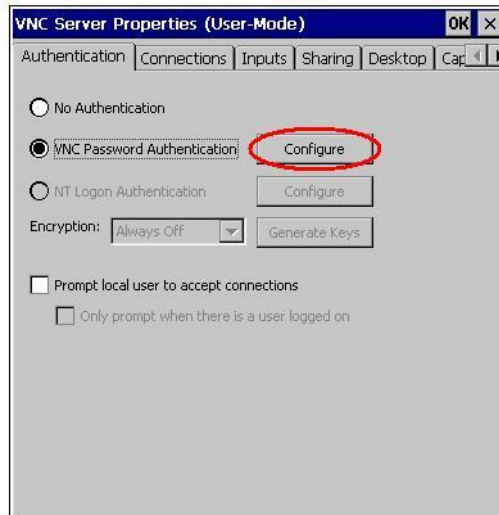 VNC Server Properties (User-Mode) OK ×
Authentication Connections Inputs Sharing Desktop Cap
No Authentication
VNC Password Authentication Configure
NT Logon Authentication Configure
Encryption: Always Off Generate Keys
Prompt local user to accept connections
Only prompt when there is a user logged on